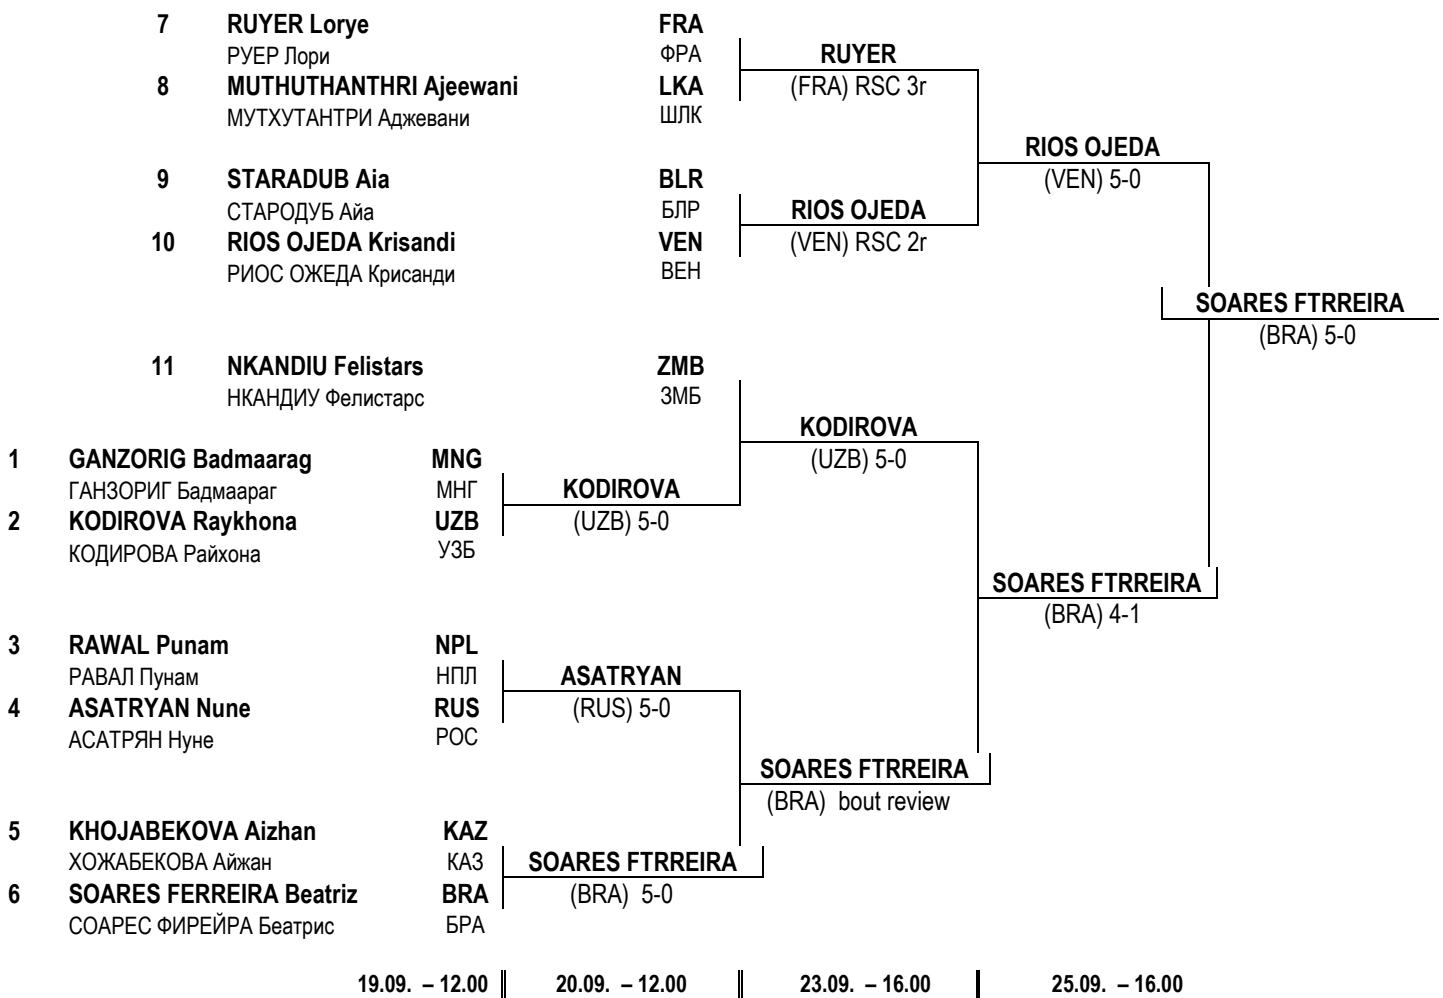 7 RUYER Lorye FRA
РУЕР Лори ФРА
RUYER
8 MUTHUTHANTHRI Ajeewani LKA
(FRA) RSC 3r
МУТХУТАНТРИ Аджевани ШЛК
RIOS OJEDA
9 STARADUB Aia BLR
(VEN) 5-0
СТАРОДУБ Айа БЛР
RIOS OJEDA
10 RIOS OJEDA Krisandi VEN
(VEN) RSC 2r
РИОС ОЖЕДА Крисанди ВЕН
SOARES FTRREIRA
(BRA) 5-0
11 NKANDIU Felistars ZMB
НКАНДИУ Фелистарс ЗМБ
KODIROVA
1 GANZORIG Badmaarag MNG
(UZB) 5-0
ГАНЗОРИГ Бадмаараг МНГ
KODIROVA
2 KODIROVA Raykhona UZB
(UZB) 5-0
КОДИРОВА Райхона УЗБ
SOARES FTRREIRA
(BRA) 4-1
3 RAWAL Punam NPL
РАВАЛ Пунам НПЛ
ASATRYAN
4 ASATRYAN Nune RUS
(RUS) 5-0
АСАТРЯН Нуне РОС
SOARES FTRREIRA
(BRA) bout review
5 KHOJABEKOVA Aizhan KAZ
ХОЖАБЕКОВА Айжан КАЗ
SOARES FTRREIRA
6 SOARES FERREIRA Beatriz BRA
(BRA) 5-0
СОАРЕС ФИРЕЙРА Беатрис БРА
19.09. – 12.00 20.09. – 12.00 23.09. – 16.00 25.09. – 16.00